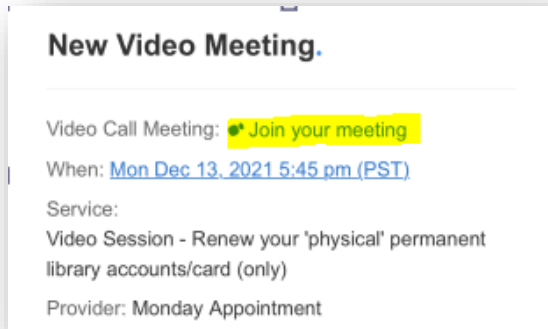 New Video Meeting.
Video Call Meeting: Join your meeting
When: Mon Dec 13, 2021 5:45 pm (PST)
Service:
Video Session - Renew your 'physical' permanent
library accounts/card (only)
Provider: Monday Appointment